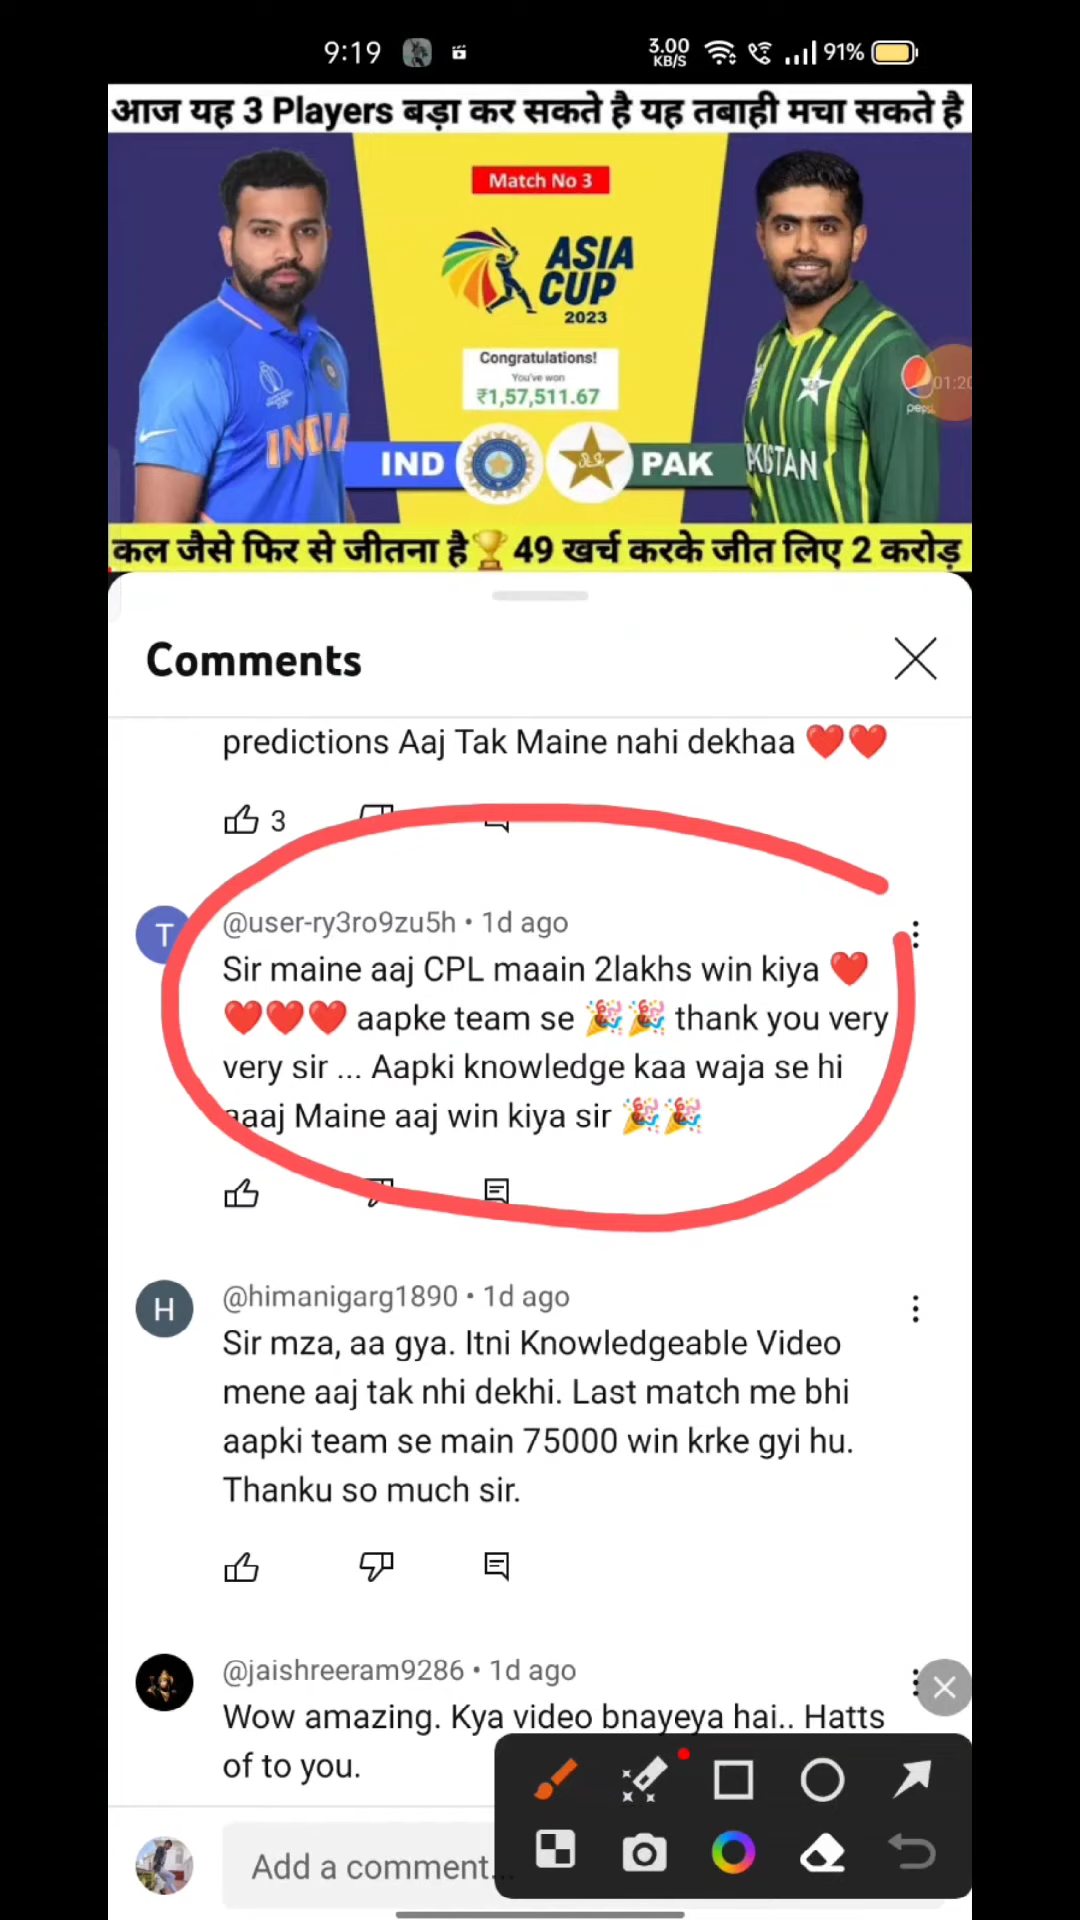 9:19 3.00 KB/S 91%
आज यह 3 Players बड़ा कर सकते है यह तबाही मचा सकते है
Match No 3
ASIA
CUP
2023
Congratulations!
You've won
₹1,57,511.67
01:20
pepsi
INDIA
IND
PAK
KISTAN
कल जैसे फिर से जीतना है🏆49 खर्च करके जीत लिए 2 करोड़
Comments
predictions Aaj Tak Maine nahi dekhaa ❤️❤️
3
T
@user-ry3ro9zu5h • 1d ago
Sir maine aaj CPL maain 2lakhs win kiya ❤️
❤️❤️❤️ aapke team se 🎉🎉 thank you very
very sir ... Aapki knowledge kaa waja se hi
aaaj Maine aaj win kiya sir 🎉🎉
H
@himanigarg1890 • 1d ago
Sir mza, aa gya. Itni Knowledgeable Video
mene aaj tak nhi dekhi. Last match me bhi
aapki team se main 75000 win krke gyi hu.
Thanku so much sir.
@jaishreeram9286 • 1d ago
Wow amazing. Kya video bnayeya hai.. Hatts
of to you.
Add a comment...